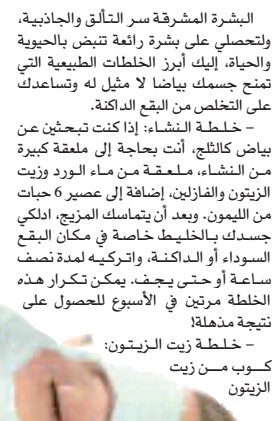 البشرة المشرقة سر التألق والجاذبية،
ولتحصلي على بشرة رائعة تنبض بالحيوية
والحياة، إليك أبرز الخلطات الطبيعية التي
تمنح جسمك بياضا لا مثيل له وتساعدك
على التخلص من البقع الداكنة.
– خلطة النشاء: إذا كنت تبحثين عن
بياض كالثلج، أنت بحاجة إلى ملعقة كبيرة
من النشاء، ملعقة من ماء الورد وزيت
الزيتون والفازلين، إضافة إلى عصير 6 حبات
من الليمون. وبعد أن يتماسك المزيج، ادلكي
جسدك بالخليط خاصة في مكان البقع
السوداء أو الداكنة، واتركيه لمدة نصف
ساعة أو حتى يجف. يمكن تكرار هذه
الخلطة مرتين في الأسبوع للحصول على
نتيجة مذهلة!
– خلطة زيت الزيتون:
كوب من زيت
الزيتون